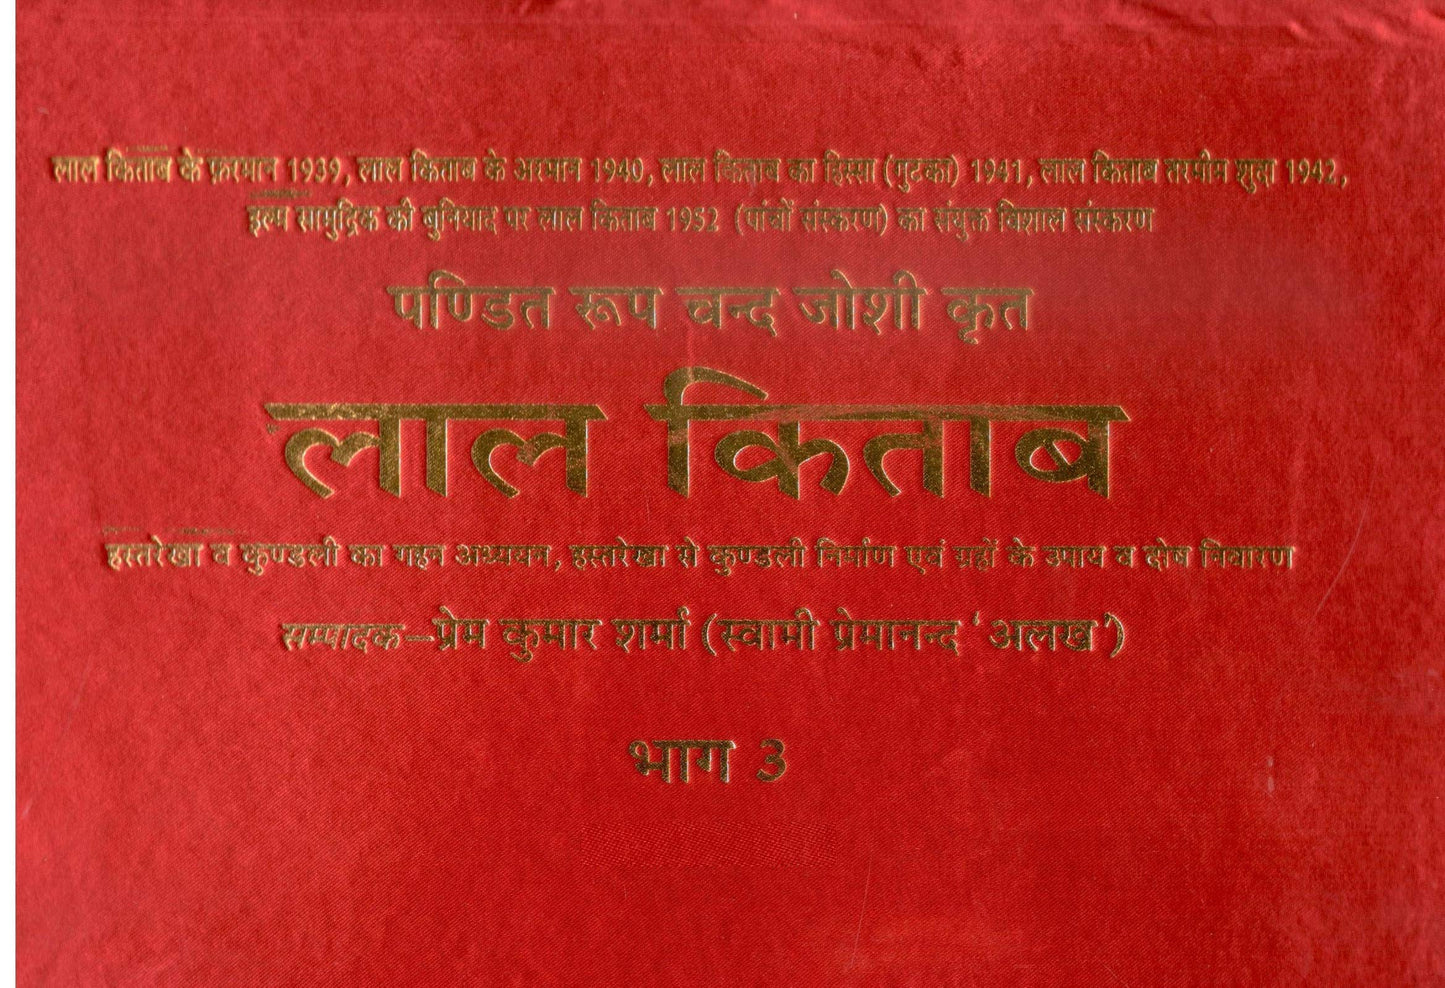 लाल किताब के फ़रमान 1939, लाल किताब के अरमान 1940, लाल किताब का हिस्सा (गुटका) 1941, लाल किताब तरमीम शुदा 1942,
इल्म सामुद्रिक की बुनियाद पर लाल किताब 1952 (पांचों संस्करण) का संयुक्त विशाल संस्करण
पण्डित रूप चन्द जोशी कृत
लाल किताब
हस्तरेखा व कुण्डली का गहन अध्ययन, हस्तरेखा से कुण्डली निर्माण एवं ग्रहों के उपाय व दोष निवारण
सम्पादक—प्रेम कुमार शर्मा (स्वामी प्रेमानन्द ‘अलख’)
भाग 3